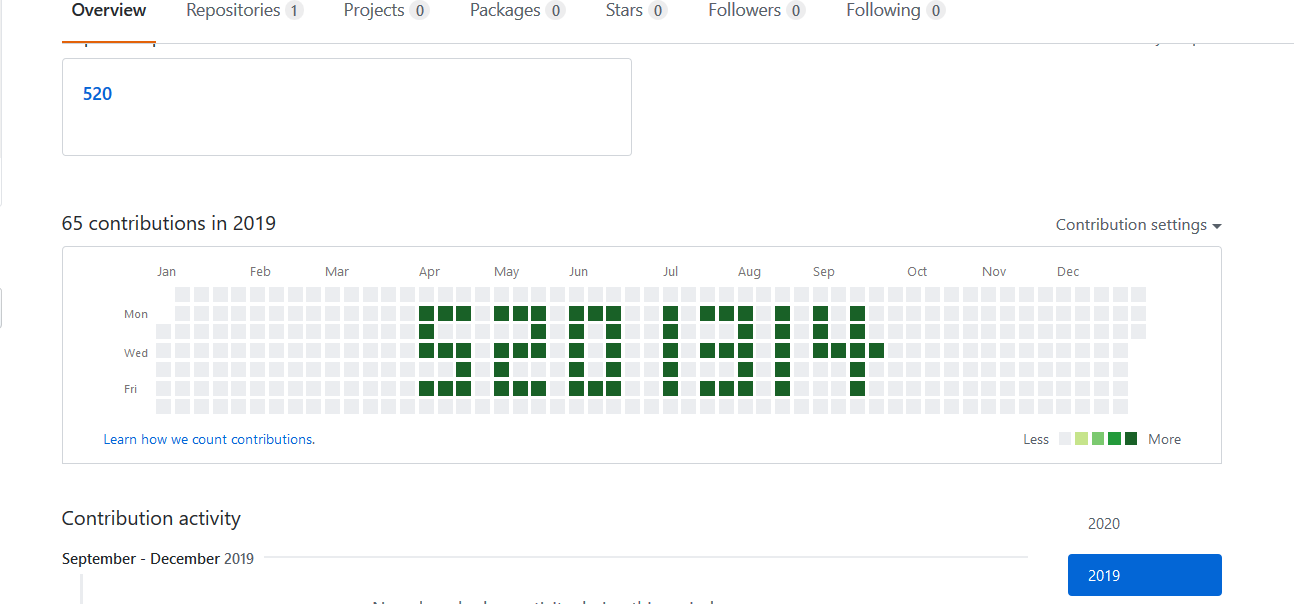 Overview Repositories 1 Projects 0 Packages 0 Stars 0 Followers 0 Following 0
520
65 contributions in 2019
Contribution settings
Jan Feb Mar Apr May Jun Jul Aug Sep Oct Nov Dec
Mon
Wed
Fri
520 1314
Learn how we count contributions.
Less More
Contribution activity
2020
September - December 2019
2019